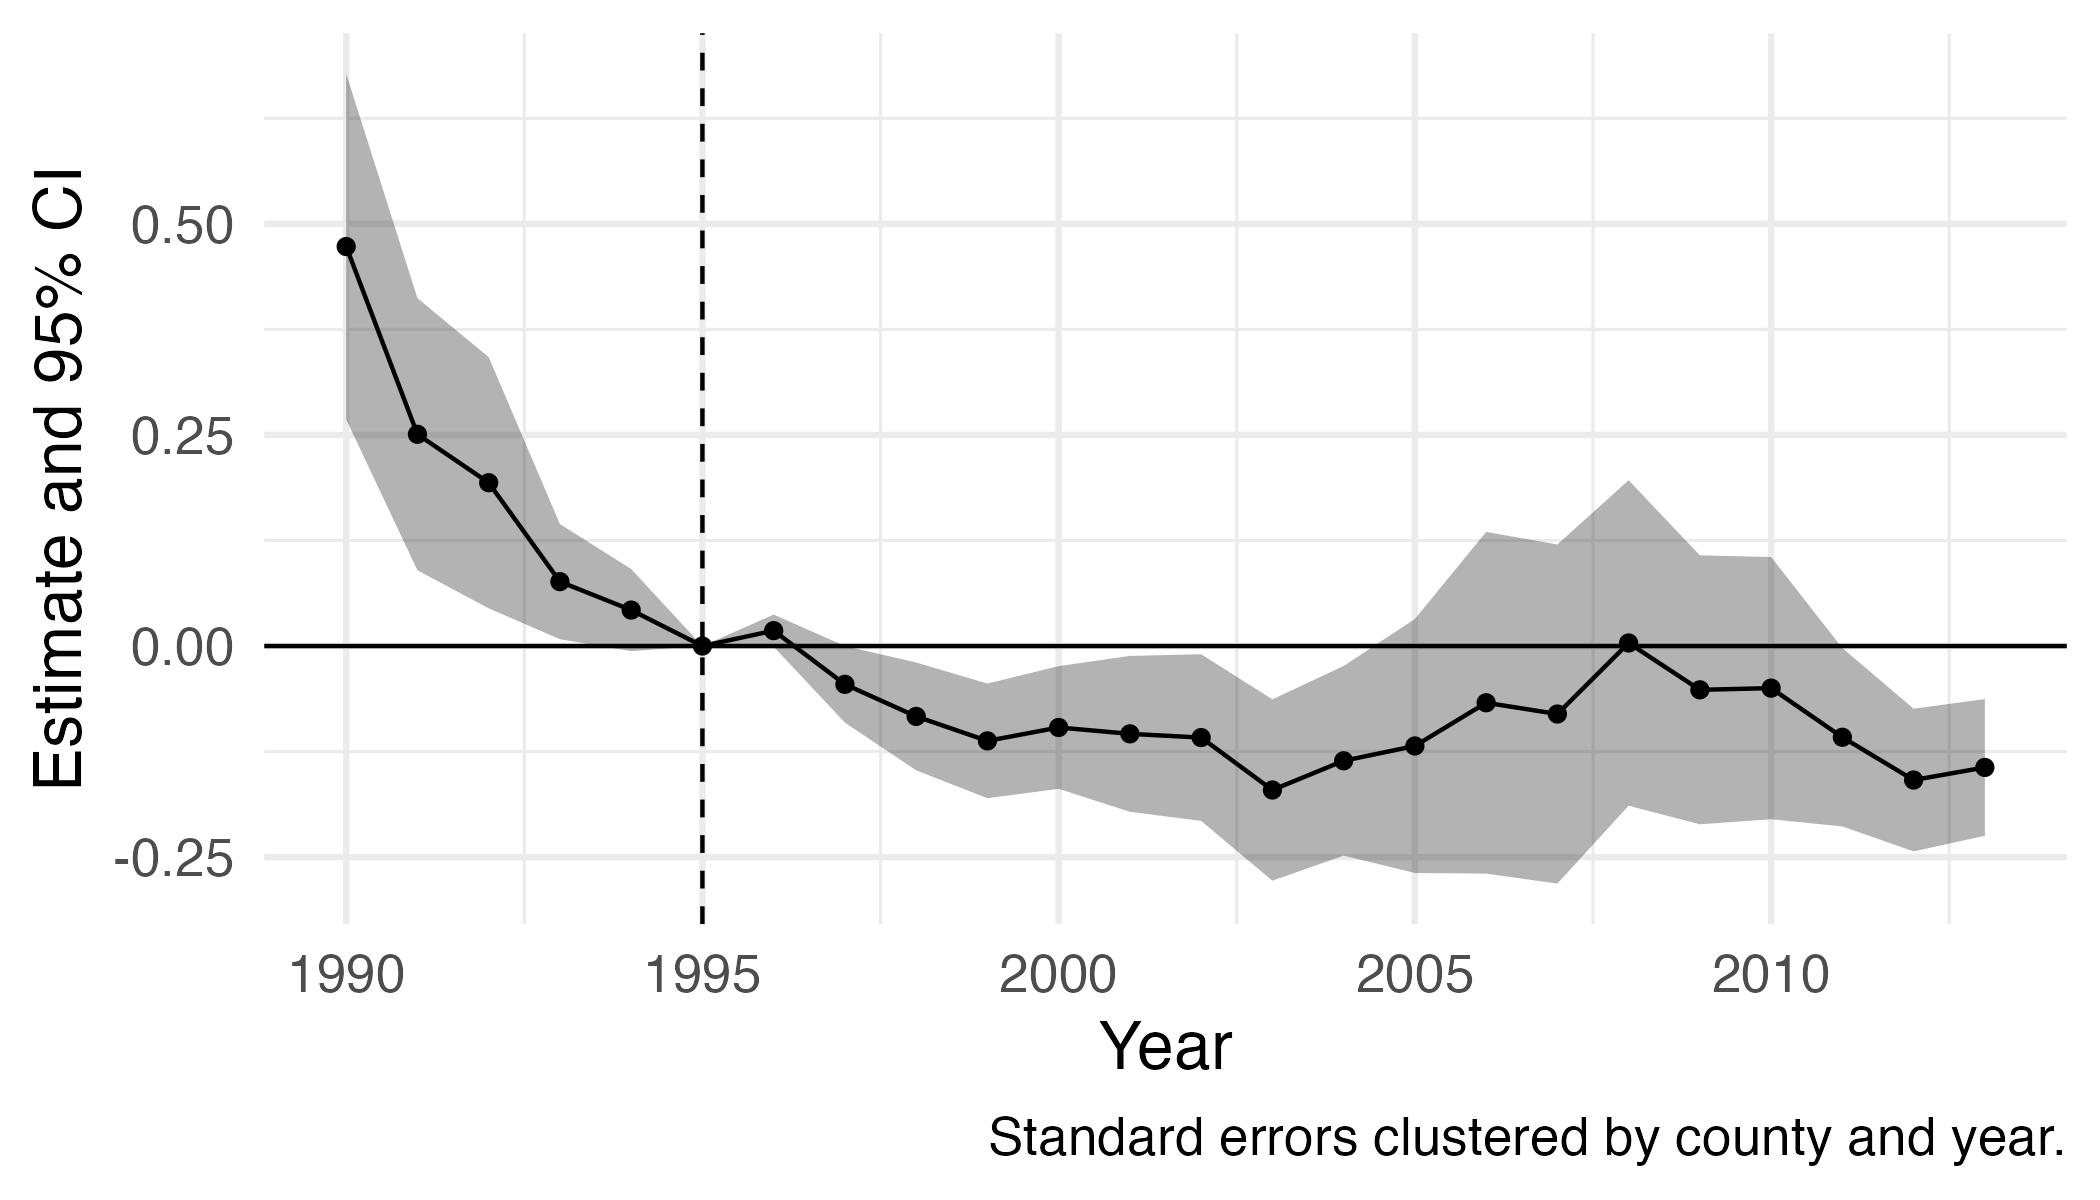 Estimate and 95% CI
0.50
0.25
0.00
-0.25
1990 1995 2000 2005 2010
Year
Standard errors clustered by county and year.